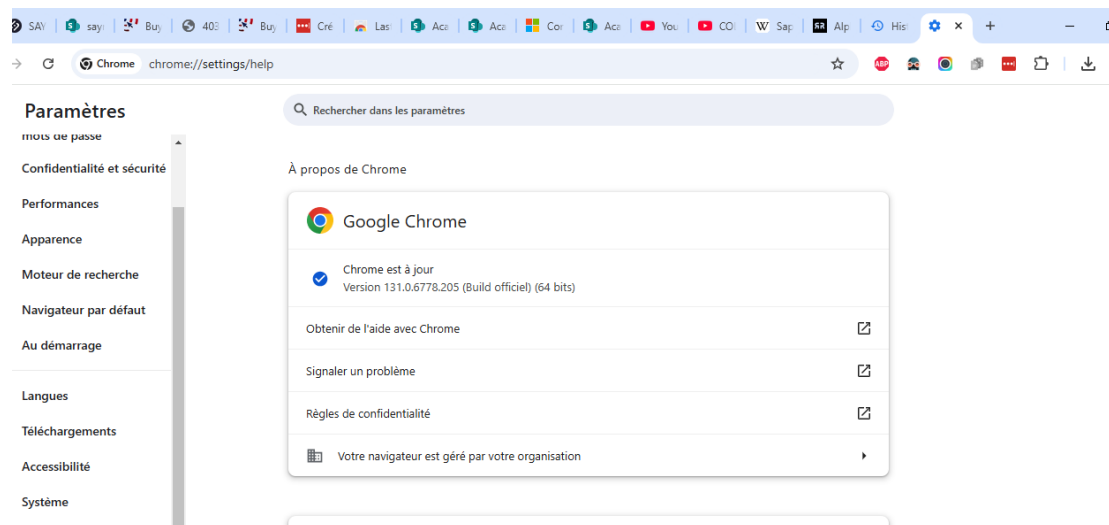 SAY
say
Buy
403
Buy
Cré
Las
Aca
Aca
Cor
Aca
You
CO
W Sap
SR Alp
His
Chrome chrome://settings/help
ABP
Paramètres
Rechercher dans les paramètres
mots de passe
Confidentialité et sécurité
Performances
Apparence
Moteur de recherche
Navigateur par défaut
Au démarrage
Langues
Téléchargements
Accessibilité
Système
À propos de Chrome
Google Chrome
Chrome est à jour
Version 131.0.6778.205 (Build officiel) (64 bits)
Obtenir de l'aide avec Chrome
Signaler un problème
Règles de confidentialité
Votre navigateur est géré par votre organisation